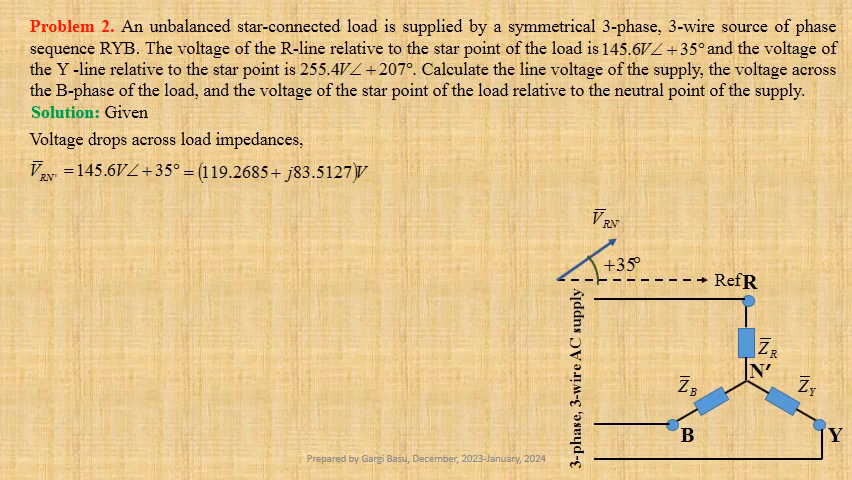 Problem 2. An unbalanced star-connected load is supplied by a symmetrical 3-phase, 3-wire source of phase
sequence RYB. The voltage of the R-line relative to the star point of the load is 145.6V∠+35° and the voltage of
the Y -line relative to the star point is 255.4V∠+207°. Calculate the line voltage of the supply, the voltage across
the B-phase of the load, and the voltage of the star point of the load relative to the neutral point of the supply.
Solution: Given
Voltage drops across load impedances,
V̅_RN' = 145.6V∠+35° = (119.2685 + j83.5127)V
V̅_RN'
+35°
Ref
R
3-phase, 3-wire AC supply
Z̅_R
N′
Z̅_B
Z̅_Y
B
Y
Prepared by Gargi Basu, December, 2023-January, 2024